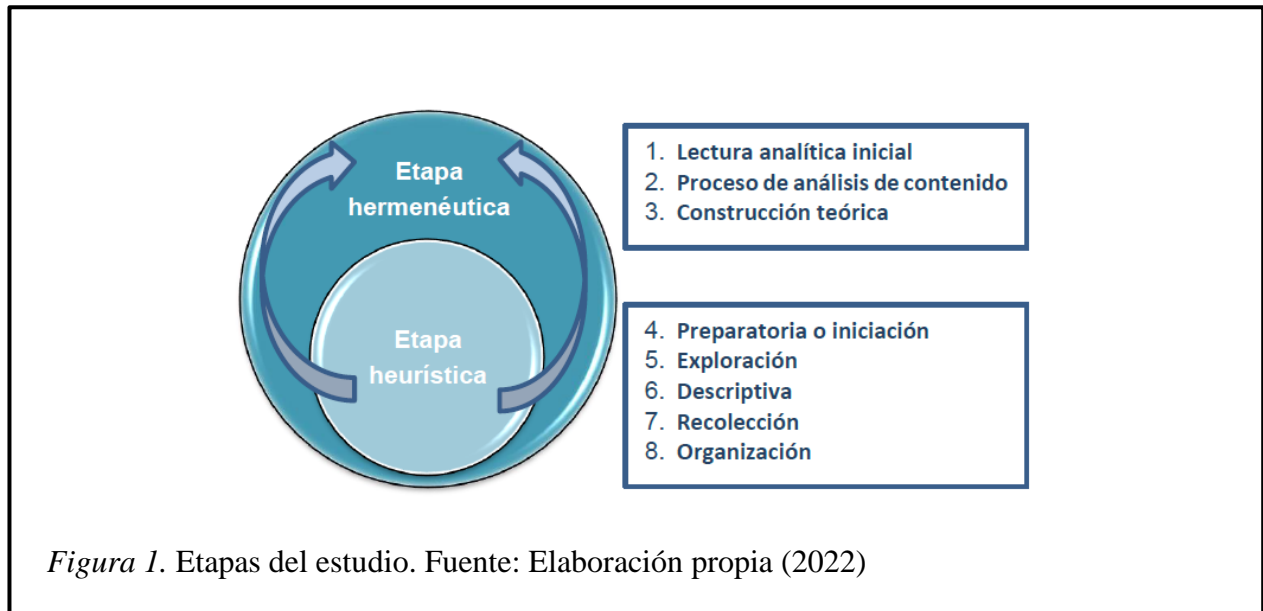 Etapa
hermenéutica
Etapa
heurística
1. Lectura analítica inicial
2. Proceso de análisis de contenido
3. Construcción teórica
4. Preparatoria o iniciación
5. Exploración
6. Descriptiva
7. Recolección
8. Organización
Figura 1. Etapas del estudio. Fuente: Elaboración propia (2022)